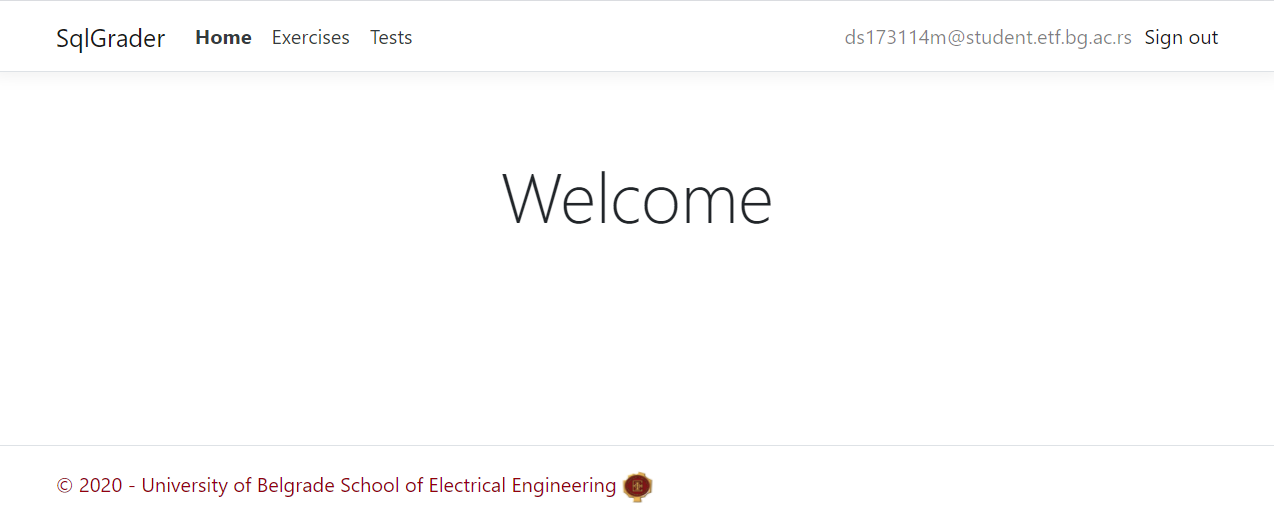 SqlGrader Home Exercises Tests ds173114m@student.etf.bg.ac.rs Sign out
Welcome
© 2020 - University of Belgrade School of Electrical Engineering